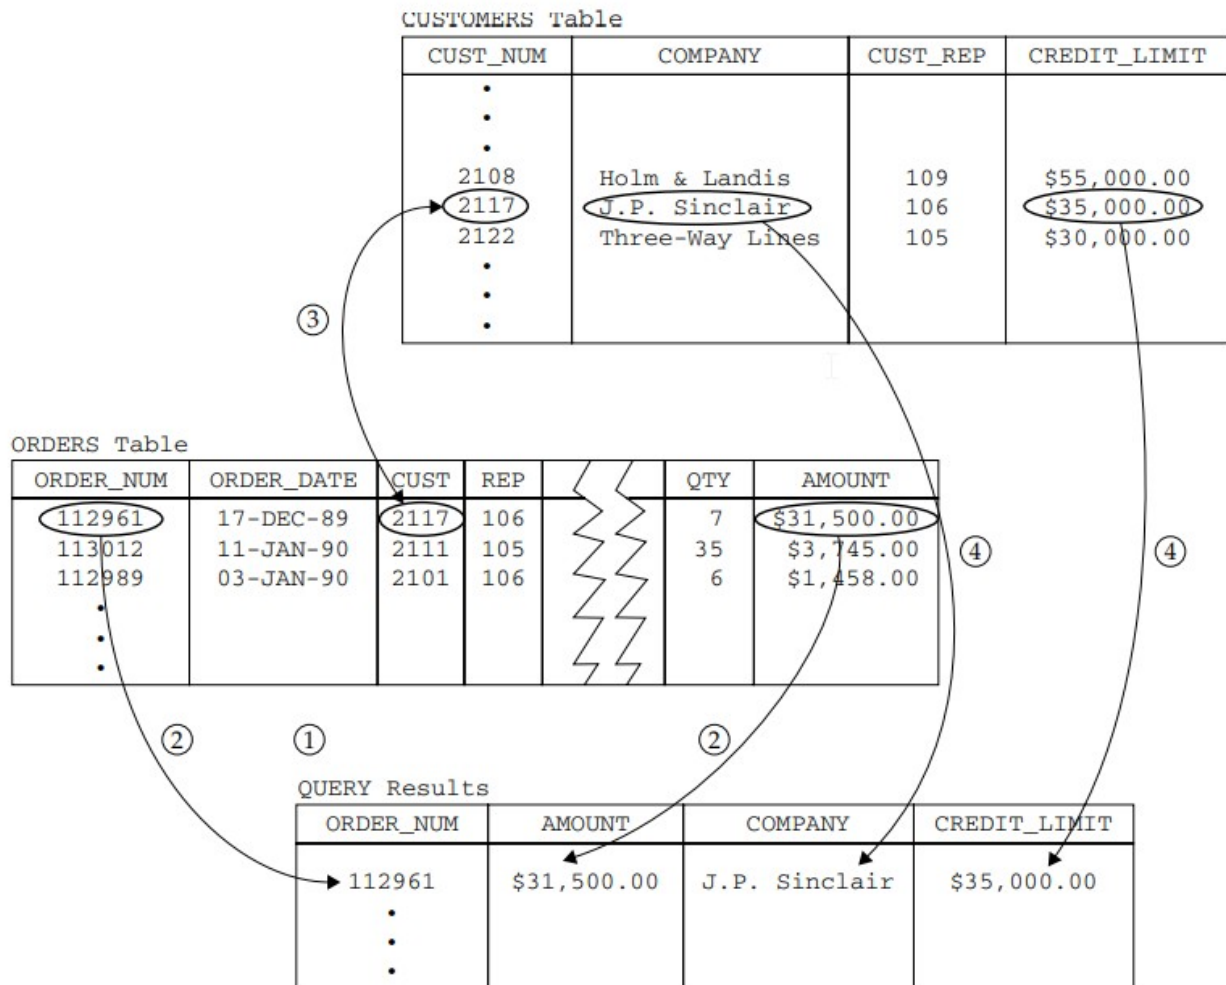 CUSTOMERS Table
CUST_NUM COMPANY CUST_REP CREDIT_LIMIT
2108 Holm & Landis 109 $55,000.00
2117 J.P. Sinclair 106 $35,000.00
2122 Three-Way Lines 105 $30,000.00
③
ORDERS Table
ORDER_NUM ORDER_DATE CUST REP QTY AMOUNT
112961 17-DEC-89 2117 106 7 $31,500.00
113012 11-JAN-90 2111 105 35 $3,745.00
④ ④
112989 03-JAN-90 2101 106 6 $1,458.00
② ① ②
QUERY Results
ORDER_NUM AMOUNT COMPANY CREDIT_LIMIT
112961 $31,500.00 J.P. Sinclair $35,000.00